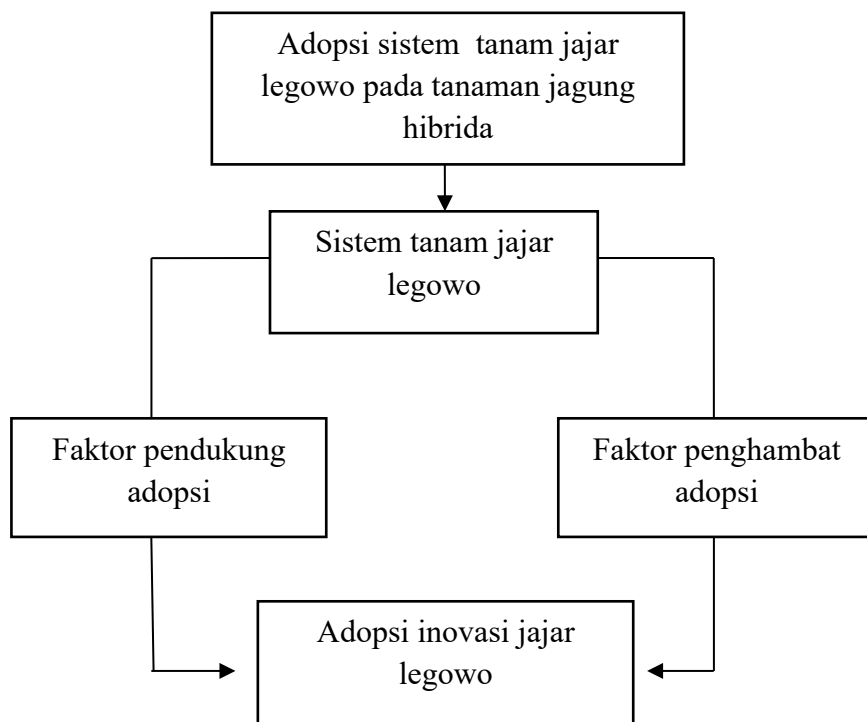 Adopsi sistem  tanam jajar
legowo pada tanaman jagung
hibrida
Sistem tanam jajar
legowo
Faktor pendukung
adopsi
Faktor penghambat
adopsi
Adopsi inovasi jajar
legowo